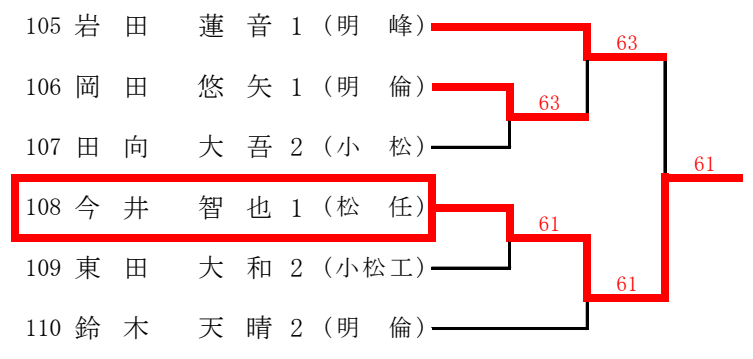 105 岩田 蓮音 1 (明 峰)
63
106 岡田 悠矢 1 (明 倫)
63
107 田向 大吾 2 (小 松)
61
108 今井 智也 1 (松 任)
61
109 東田 大和 2 (小松工)
61
110 鈴木 天晴 2 (明 倫)